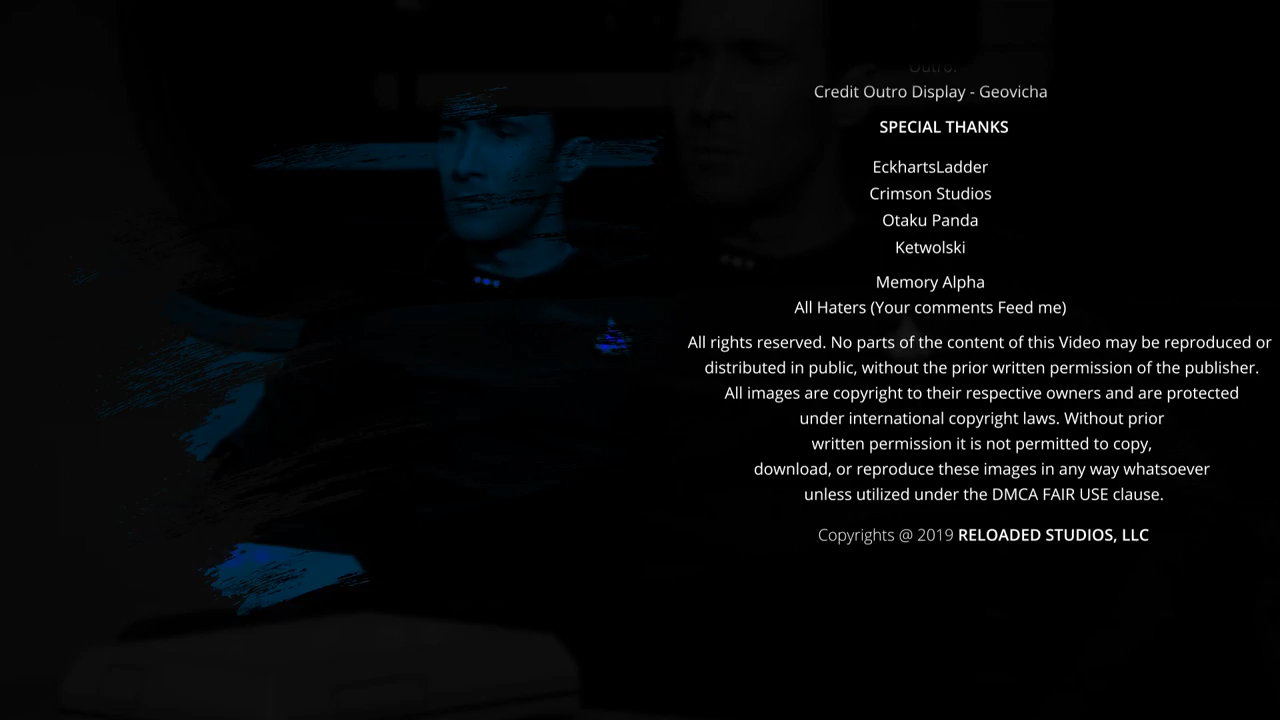 Outro:
Credit Outro Display - Geovicha
SPECIAL THANKS
EckhartsLadder
Crimson Studios
Otaku Panda
Ketwolski
Memory Alpha
All Haters (Your comments Feed me)
All rights reserved. No parts of the content of this Video may be reproduced or
distributed in public, without the prior written permission of the publisher.
All images are copyright to their respective owners and are protected
under international copyright laws. Without prior
written permission it is not permitted to copy,
download, or reproduce these images in any way whatsoever
unless utilized under the DMCA FAIR USE clause.
Copyrights @ 2019 RELOADED STUDIOS, LLC